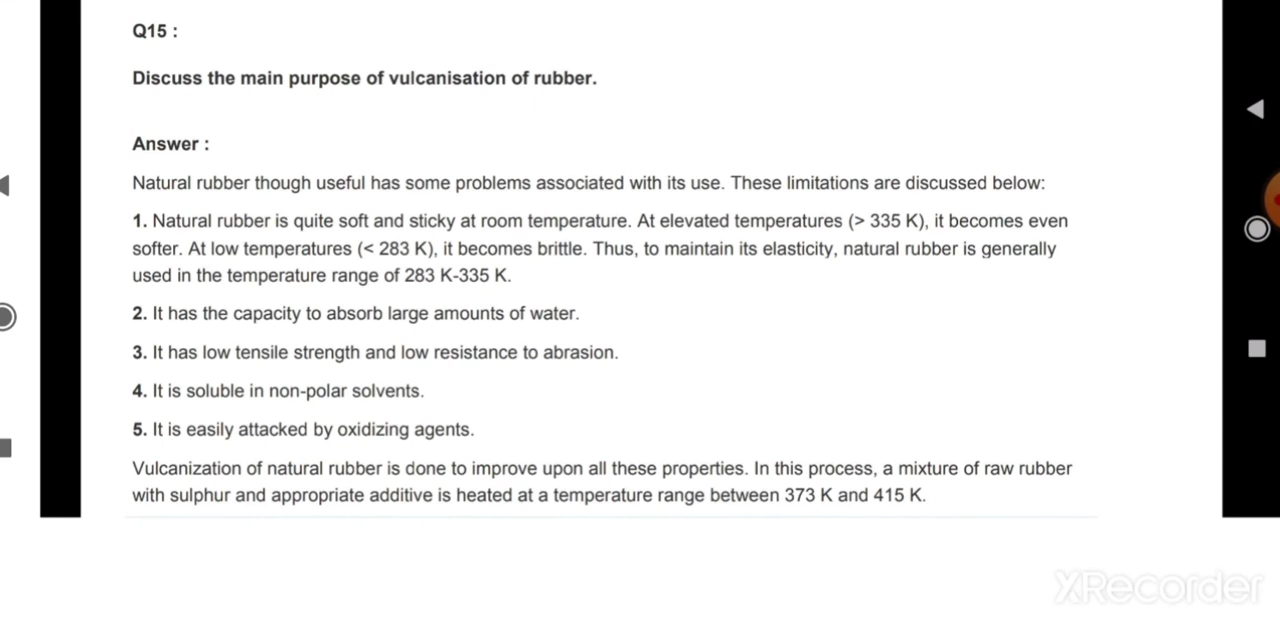 Q15 :
Discuss the main purpose of vulcanisation of rubber.
Answer :
Natural rubber though useful has some problems associated with its use. These limitations are discussed below:
1. Natural rubber is quite soft and sticky at room temperature. At elevated temperatures (> 335 K), it becomes even
softer. At low temperatures (< 283 K), it becomes brittle. Thus, to maintain its elasticity, natural rubber is generally
used in the temperature range of 283 K-335 K.
2. It has the capacity to absorb large amounts of water.
3. It has low tensile strength and low resistance to abrasion.
4. It is soluble in non-polar solvents.
5. It is easily attacked by oxidizing agents.
Vulcanization of natural rubber is done to improve upon all these properties. In this process, a mixture of raw rubber
with sulphur and appropriate additive is heated at a temperature range between 373 K and 415 K.
XRecorder